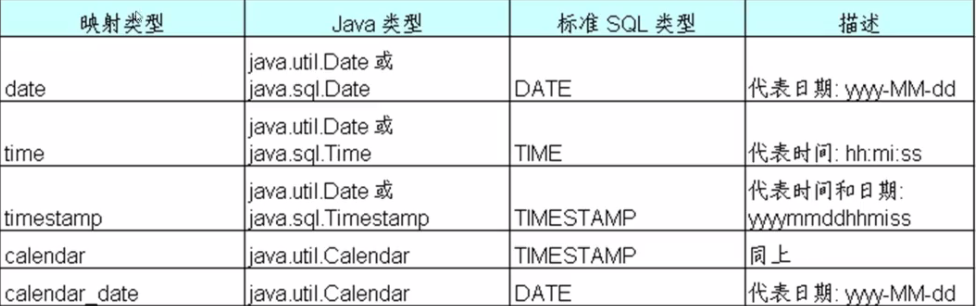 映射类型 Java 类型 标准 SQL 类型 描述
java.util.Date 或
date java.sql.Date DATE 代表日期: yyyy-MM-dd
java.util.Date 或
time java.sql.Time TIME 代表时间: hh:mi:ss
java.util.Date 或 代表时间和日期:
timestamp java.sql.Timestamp TIMESTAMP yyyymmddhhmiss
calendar java.util.Calendar TIMESTAMP 同上
calendar_date java.util.Calendar DATE 代表日期: yyyy-MM-dd